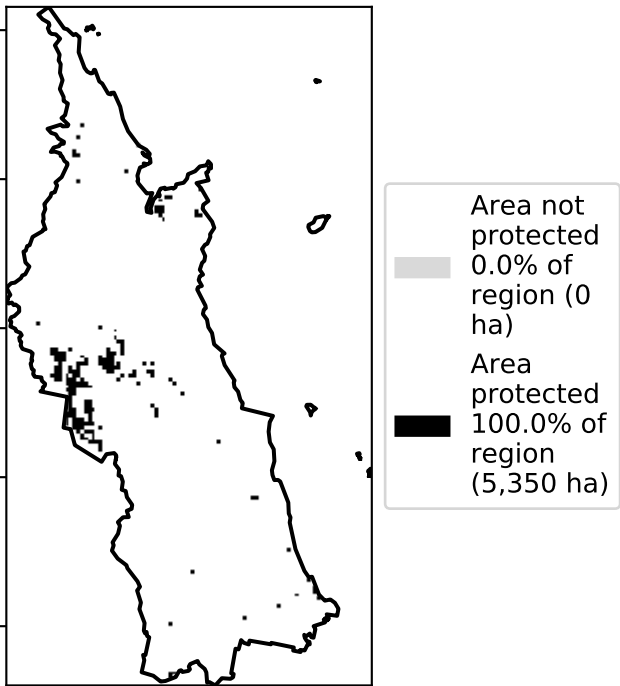 Area not
protected
0.0% of
region (0
ha)
Area
protected
100.0% of
region
(5,350 ha)